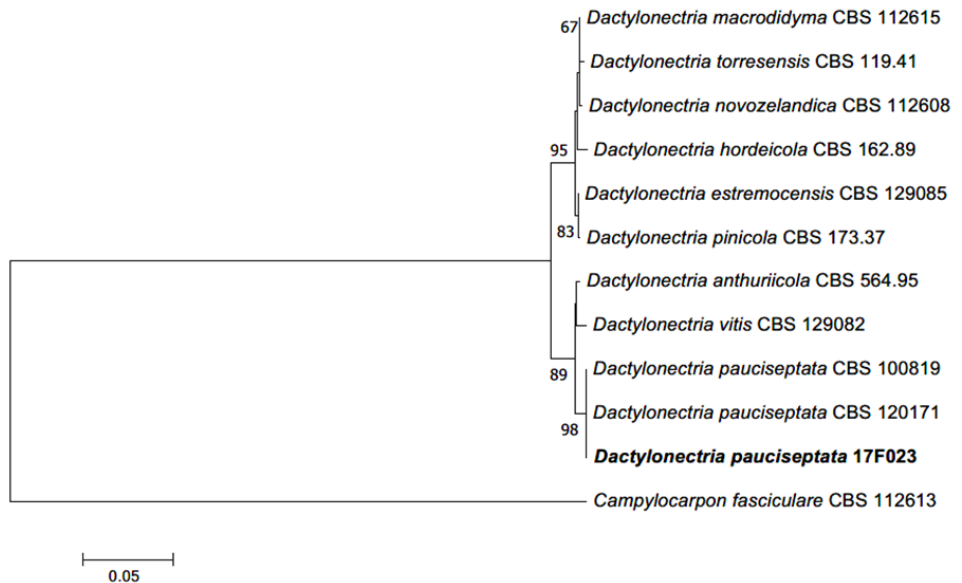 67
Dactylonectria macrodidyma CBS 112615
Dactylonectria torresensis CBS 119.41
Dactylonectria novozelandica CBS 112608
95
Dactylonectria hordeicola CBS 162.89
Dactylonectria estremocensis CBS 129085
83
Dactylonectria pinicola CBS 173.37
Dactylonectria anthuriicola CBS 564.95
Dactylonectria vitis CBS 129082
89
Dactylonectria pauciseptata CBS 100819
Dactylonectria pauciseptata CBS 120171
98
Dactylonectria pauciseptata 17F023
Campylocarpon fasciculare CBS 112613
0.05